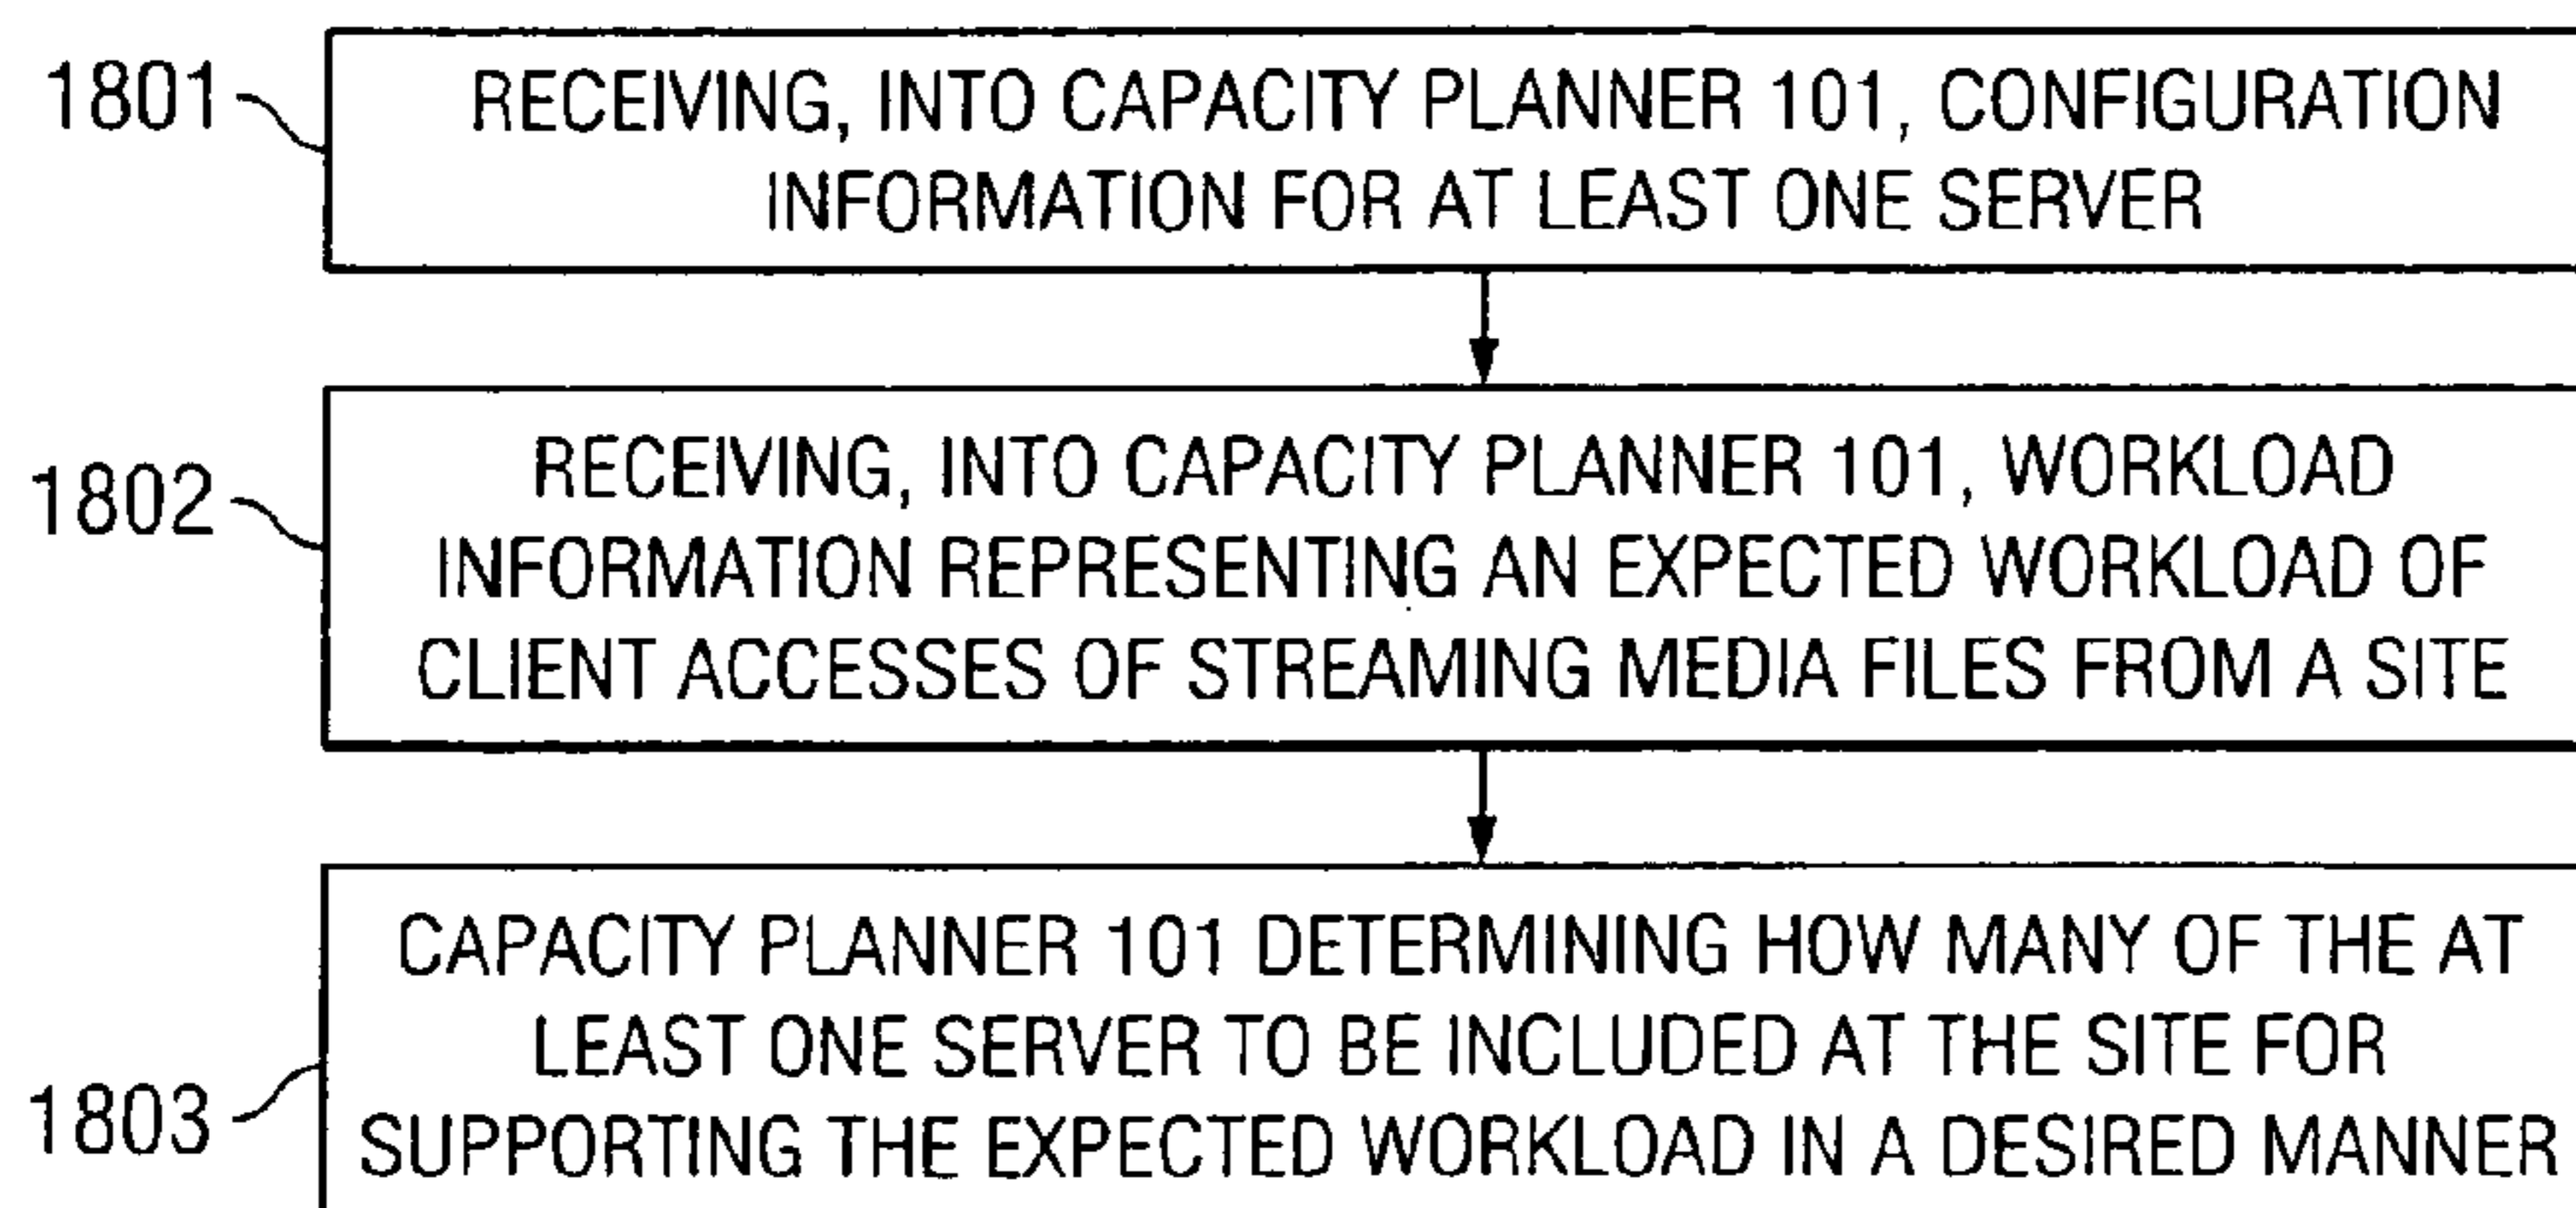 1801
RECEIVING, INTO CAPACITY PLANNER 101, CONFIGURATION
INFORMATION FOR AT LEAST ONE SERVER
1802
RECEIVING, INTO CAPACITY PLANNER 101, WORKLOAD
INFORMATION REPRESENTING AN EXPECTED WORKLOAD OF
CLIENT ACCESSES OF STREAMING MEDIA FILES FROM A SITE
1803
CAPACITY PLANNER 101 DETERMINING HOW MANY OF THE AT
LEAST ONE SERVER TO BE INCLUDED AT THE SITE FOR
SUPPORTING THE EXPECTED WORKLOAD IN A DESIRED MANNER